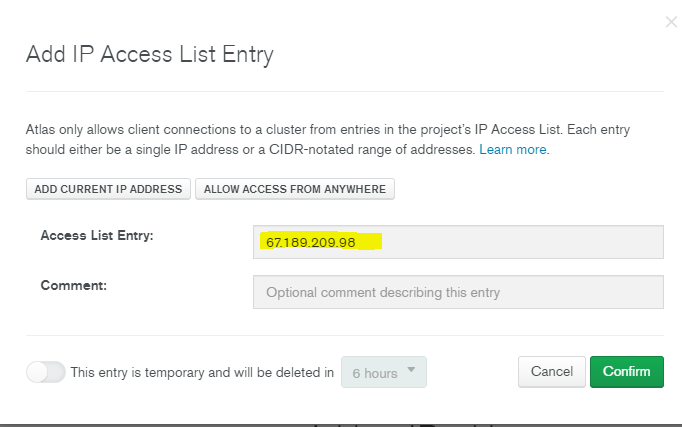 Add IP Access List Entry
Atlas only allows client connections to a cluster from entries in the project's IP Access List. Each entry
should either be a single IP address or a CIDR-notated range of addresses. Learn more.
ADD CURRENT IP ADDRESS ALLOW ACCESS FROM ANYWHERE
Access List Entry: 67.189.209.98
Comment: Optional comment describing this entry
This entry is temporary and will be deleted in 6 hours Cancel Confirm